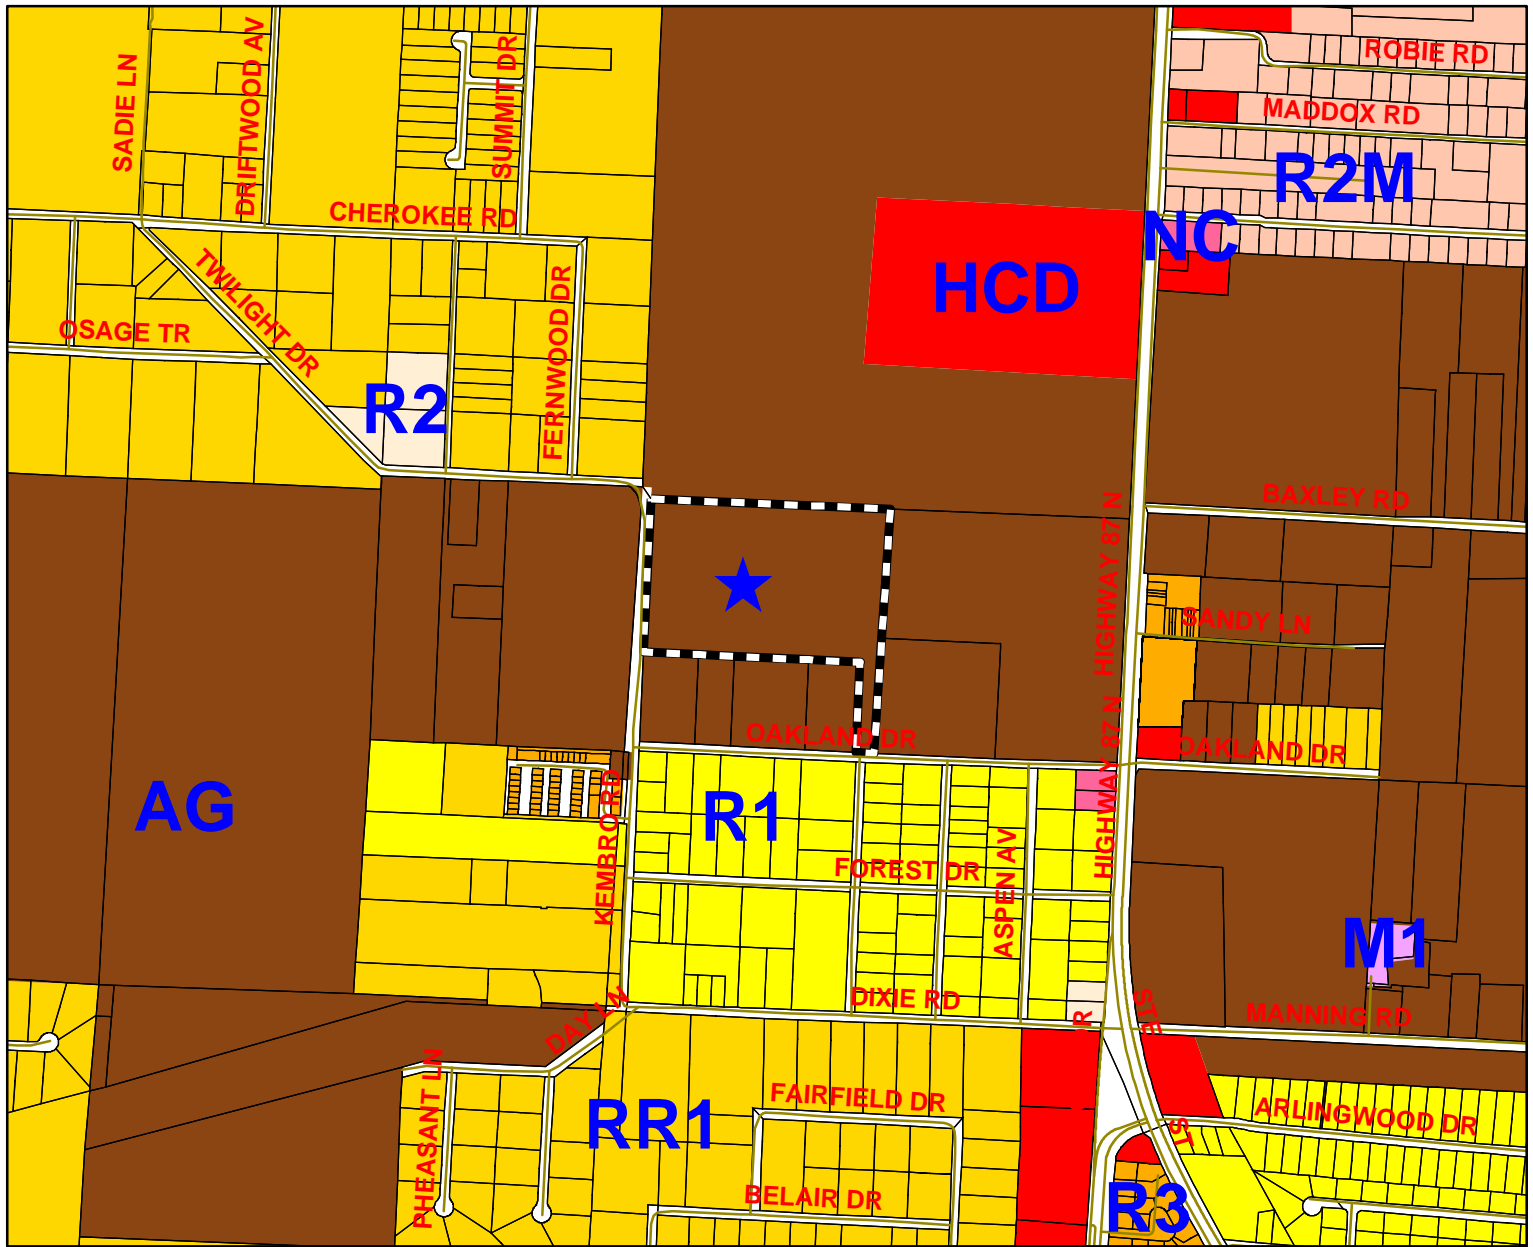 ROBIE RD
SADIE LN
DRIFTWOOD AV
SUMMIT DR
MADDOX RD
R2M
CHEROKEE RD
NC
HCD
TWILIGHT DR
FERNWOOD DR
OSAGE TR
R2
BAXLEY RD
HIGHWAY 87 N
SANDY LN
OAKLAND DR
HIGHWAY 87 N
OAKLAND DR
AG
KEMBRO RD
R1
FOREST DR
ASPEN AV
M1
DIXIE RD
DAY LN
R
STE
MANNING RD
PHEASANT LN
RR1
FAIRFIELD DR
ARLINGWOOD DR
ST
BELAIR DR
R3